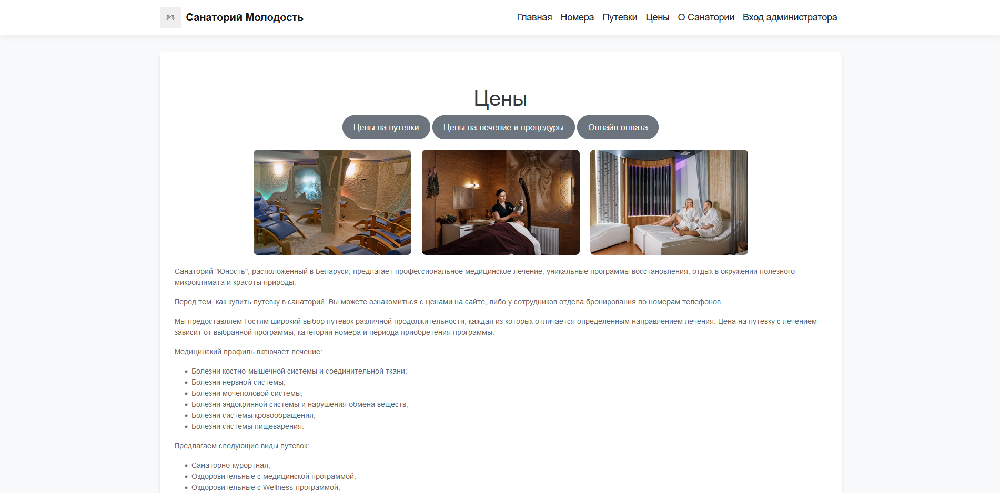 Санаторий Молодость
Главная Номера Путевки Цены О Санатории Вход администратора
Цены
Цены на путевки Цены на лечение и процедуры Онлайн оплата
Санаторий "Юность", расположенный в Беларуси, предлагает профессиональное медицинское лечение, уникальные программы восстановления, отдых в окружении полезного
микроклимата и красоты природы.
Перед тем, как купить путевку в санаторий, Вы можете ознакомиться с ценами на сайте, либо у сотрудников отдела бронирования по номерам телефонов.
Мы предоставляем Гостям широкий выбор путевок различной продолжительности, каждая из которых отличается определенным направлением лечения. Цена на путевку с лечением
зависит от выбранной программы, категории номера и периода приобретения программы.
Медицинский профиль включает лечение:
Болезни костно-мышечной системы и соединительной ткани;
Болезни нервной системы;
Болезни мочеполовой системы;
Болезни эндокринной системы и нарушения обмена веществ;
Болезни системы кровообращения;
Болезни системы пищеварения.
Предлагаем следующие виды путевок:
Санаторно-курортная;
Оздоровительные с медицинской программой;
Оздоровительные с Wellness-программой;